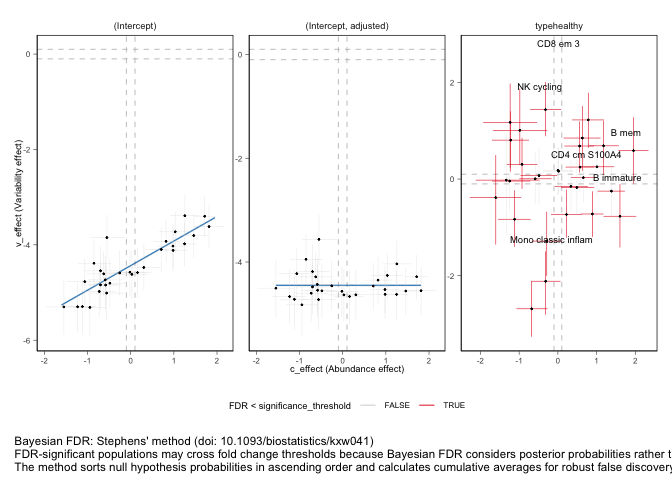 (Intercept)
(Intercept, adjusted)
typehealthy
v_effect (Variability effect)
0
-2
-4
-6
-2
-4
2
0
-2
CD8 em 3
NK cycling
B mem
CD4 cm S100A4
B immature
Mono classic inflam
-2 -1 0 1 2
-2 -1 0 1 2
-2 -1 0 1 2
c_effect (Abundance effect)
FDR < significance_threshold FALSE TRUE
Bayesian FDR: Stephens' method (doi: 10.1093/biostatistics/kxw041)
FDR-significant populations may cross fold change thresholds because Bayesian FDR considers posterior probabilities rather t
The method sorts null hypothesis probabilities in ascending order and calculates cumulative averages for robust false discovery